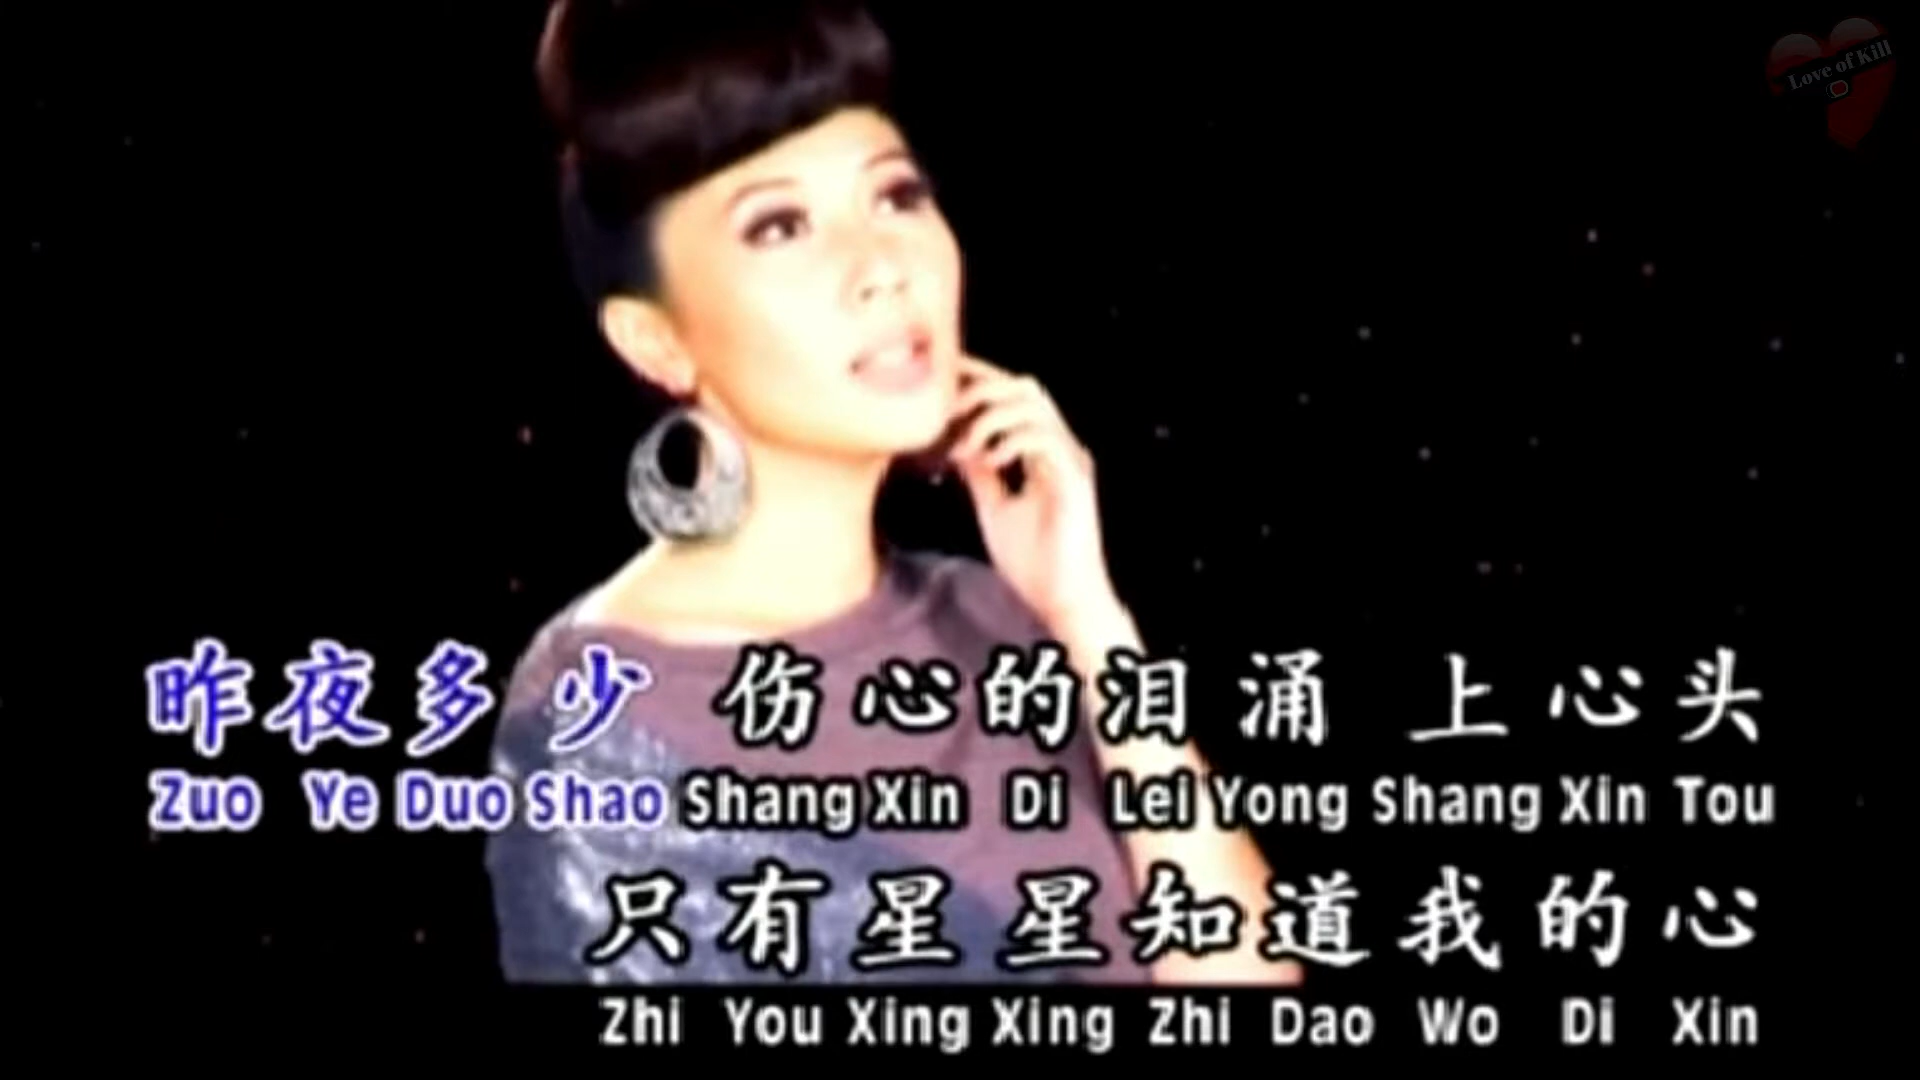 Love of Kill
昨夜多少 伤心的泪涌 上心头
Zuo Ye Duo Shao Shang Xin Di Lei Yong Shang Xin Tou
只有星星知道我的心
Zhi You Xing Xing Zhi Dao Wo Di Xin